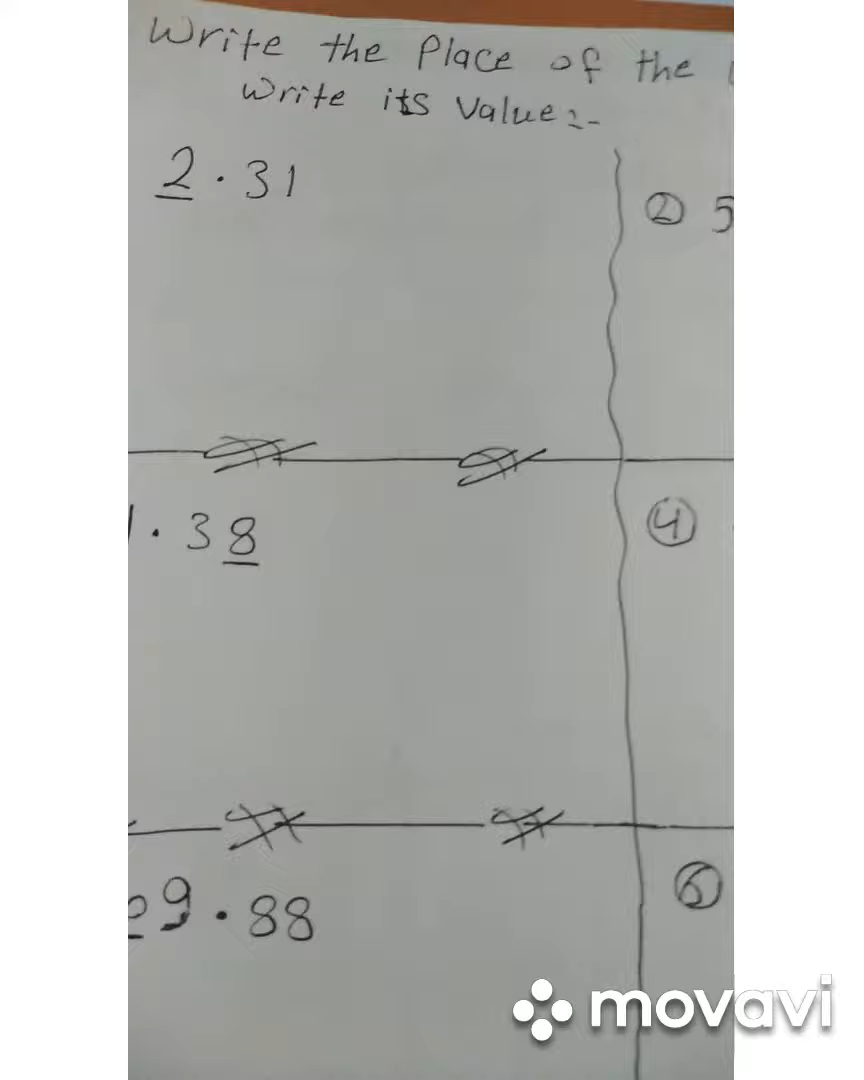 Write the Place of the
Write its Value:-
2.31
② 5
.38
④
9.88
⑥
movavi